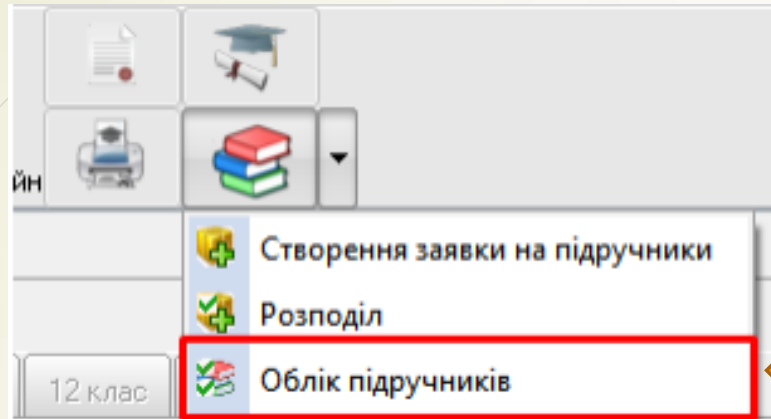 йн
Створення заявки на підручники
Розподіл
12 клас
Облік підручників